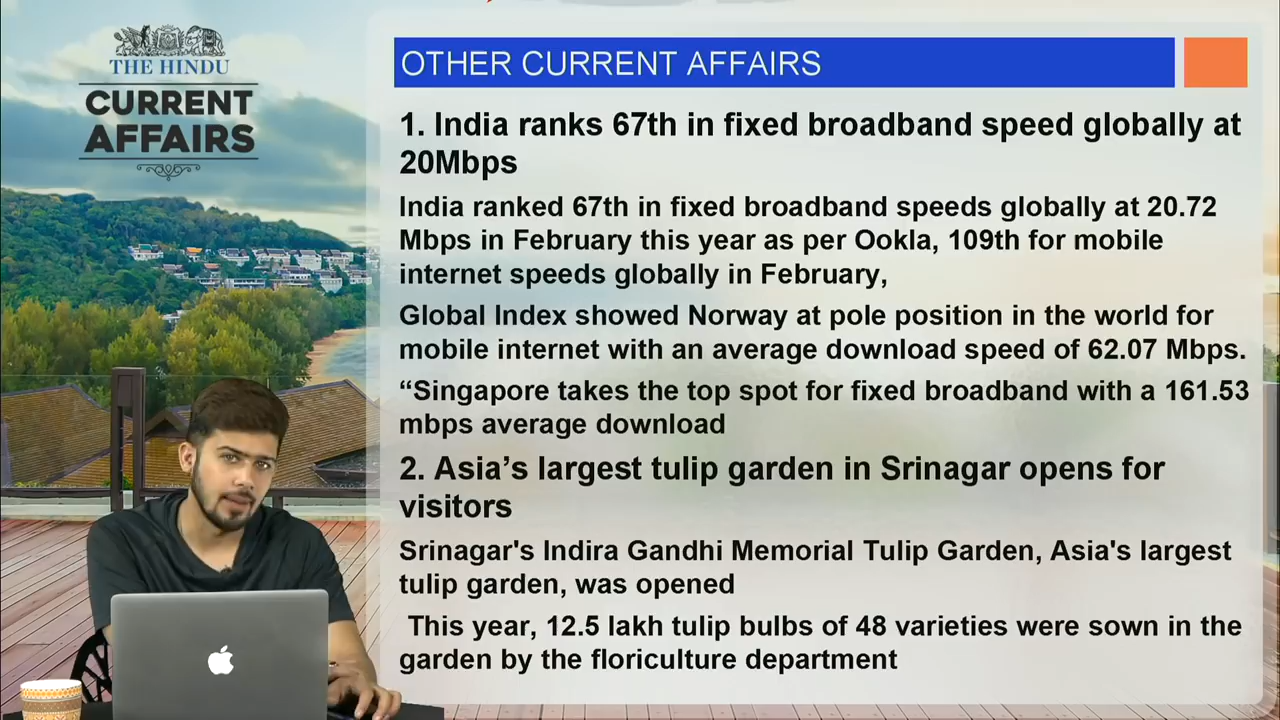 THE HINDU
CURRENT
AFFAIRS
OTHER CURRENT AFFAIRS
1. India ranks 67th in fixed broadband speed globally at
20Mbps
India ranked 67th in fixed broadband speeds globally at 20.72
Mbps in February this year as per Ookla, 109th for mobile
internet speeds globally in February,
Global Index showed Norway at pole position in the world for
mobile internet with an average download speed of 62.07 Mbps.
“Singapore takes the top spot for fixed broadband with a 161.53
mbps average download
2. Asia’s largest tulip garden in Srinagar opens for
visitors
Srinagar's Indira Gandhi Memorial Tulip Garden, Asia's largest
tulip garden, was opened
This year, 12.5 lakh tulip bulbs of 48 varieties were sown in the
garden by the floriculture department